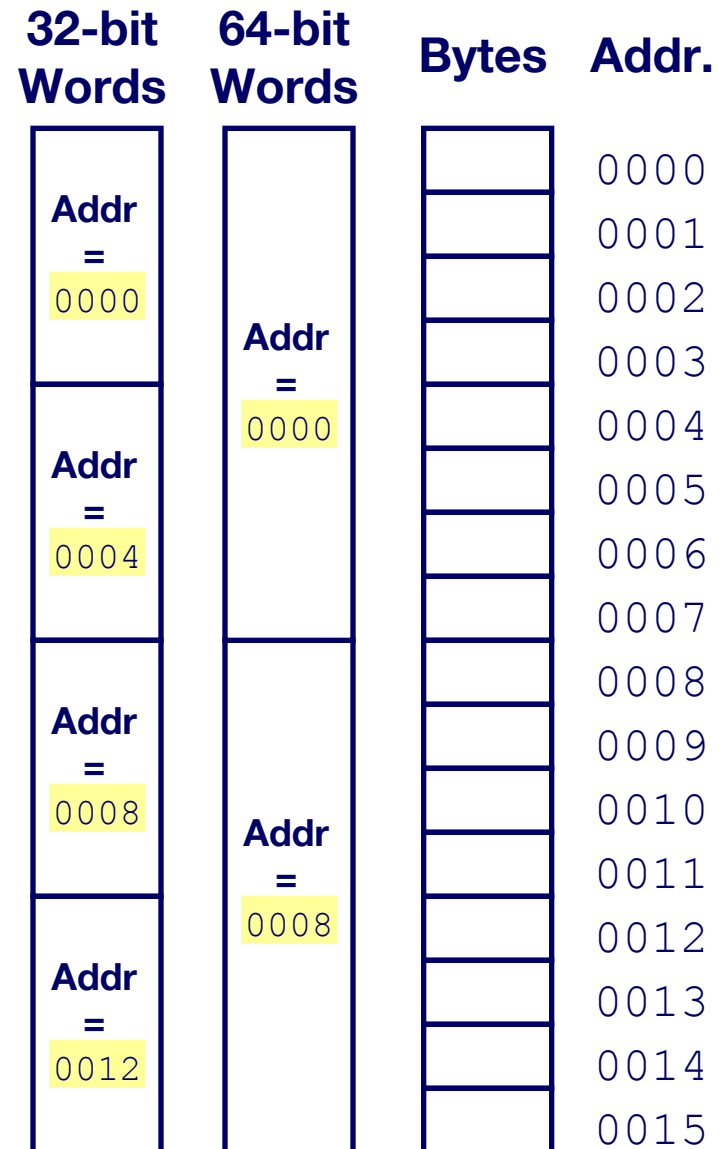 32-bit
Words
64-bit
Words
Bytes
Addr.
Addr
=
0000
Addr
=
0004
Addr
=
0008
Addr
=
0012
Addr
=
0000
Addr
=
0008
0000
0001
0002
0003
0004
0005
0006
0007
0008
0009
0010
0011
0012
0013
0014
0015